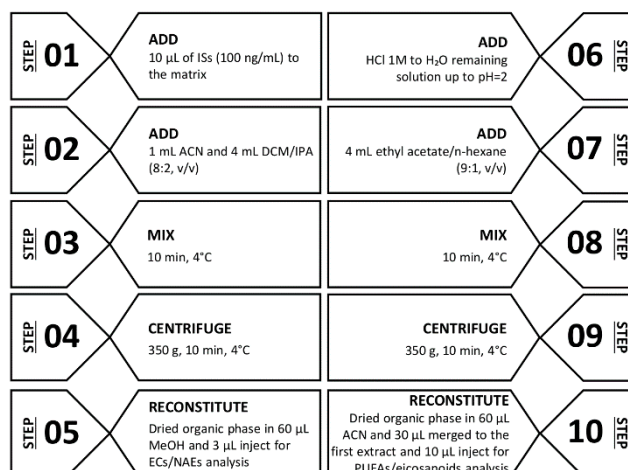 STEP 01
ADD
10 µL of ISs (100 ng/mL) to
the matrix
STEP 02
ADD
1 mL ACN and 4 mL DCM/IPA
(8:2, v/v)
STEP 03
MIX
10 min, 4°C
STEP 04
CENTRIFUGE
350 g, 10 min, 4°C
STEP 05
RECONSTITUTE
Dried organic phase in 60 µL
MeOH and 3 µL inject for
ECs/NAEs analysis
ADD
HCl 1M to H₂O remaining
solution up to pH=2
06 STEP
ADD
4 mL ethyl acetate/n-hexane
(9:1, v/v)
07 STEP
MIX
10 min, 4°C
08 STEP
CENTRIFUGE
350 g, 10 min, 4°C
09 STEP
RECONSTITUTE
Dried organic phase in 60 µL
ACN and 30 µL merged to the
first extract and 10 µL inject for
PUFAs/eicosanoids analysis
10 STEP